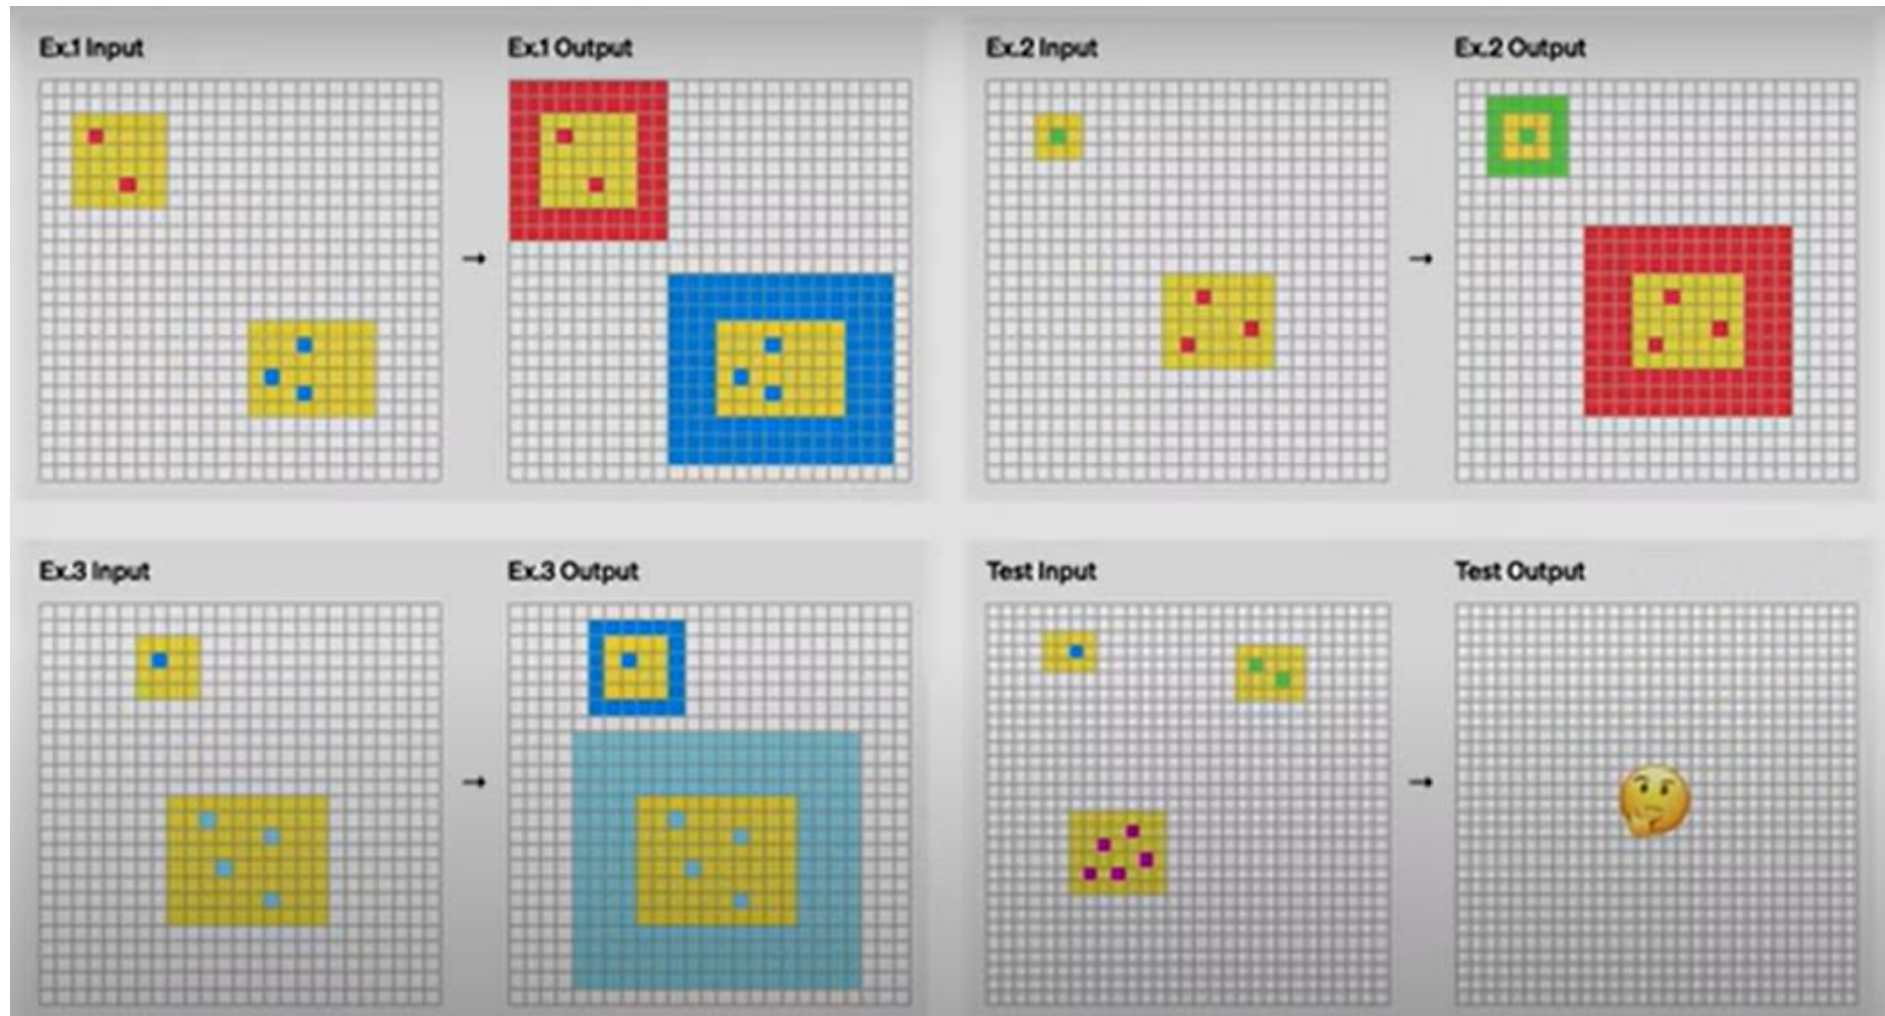 Ex.1 Input
Ex.1 Output
Ex.2 Input
Ex.2 Output
Ex.3 Input
Ex.3 Output
Test Input
Test Output